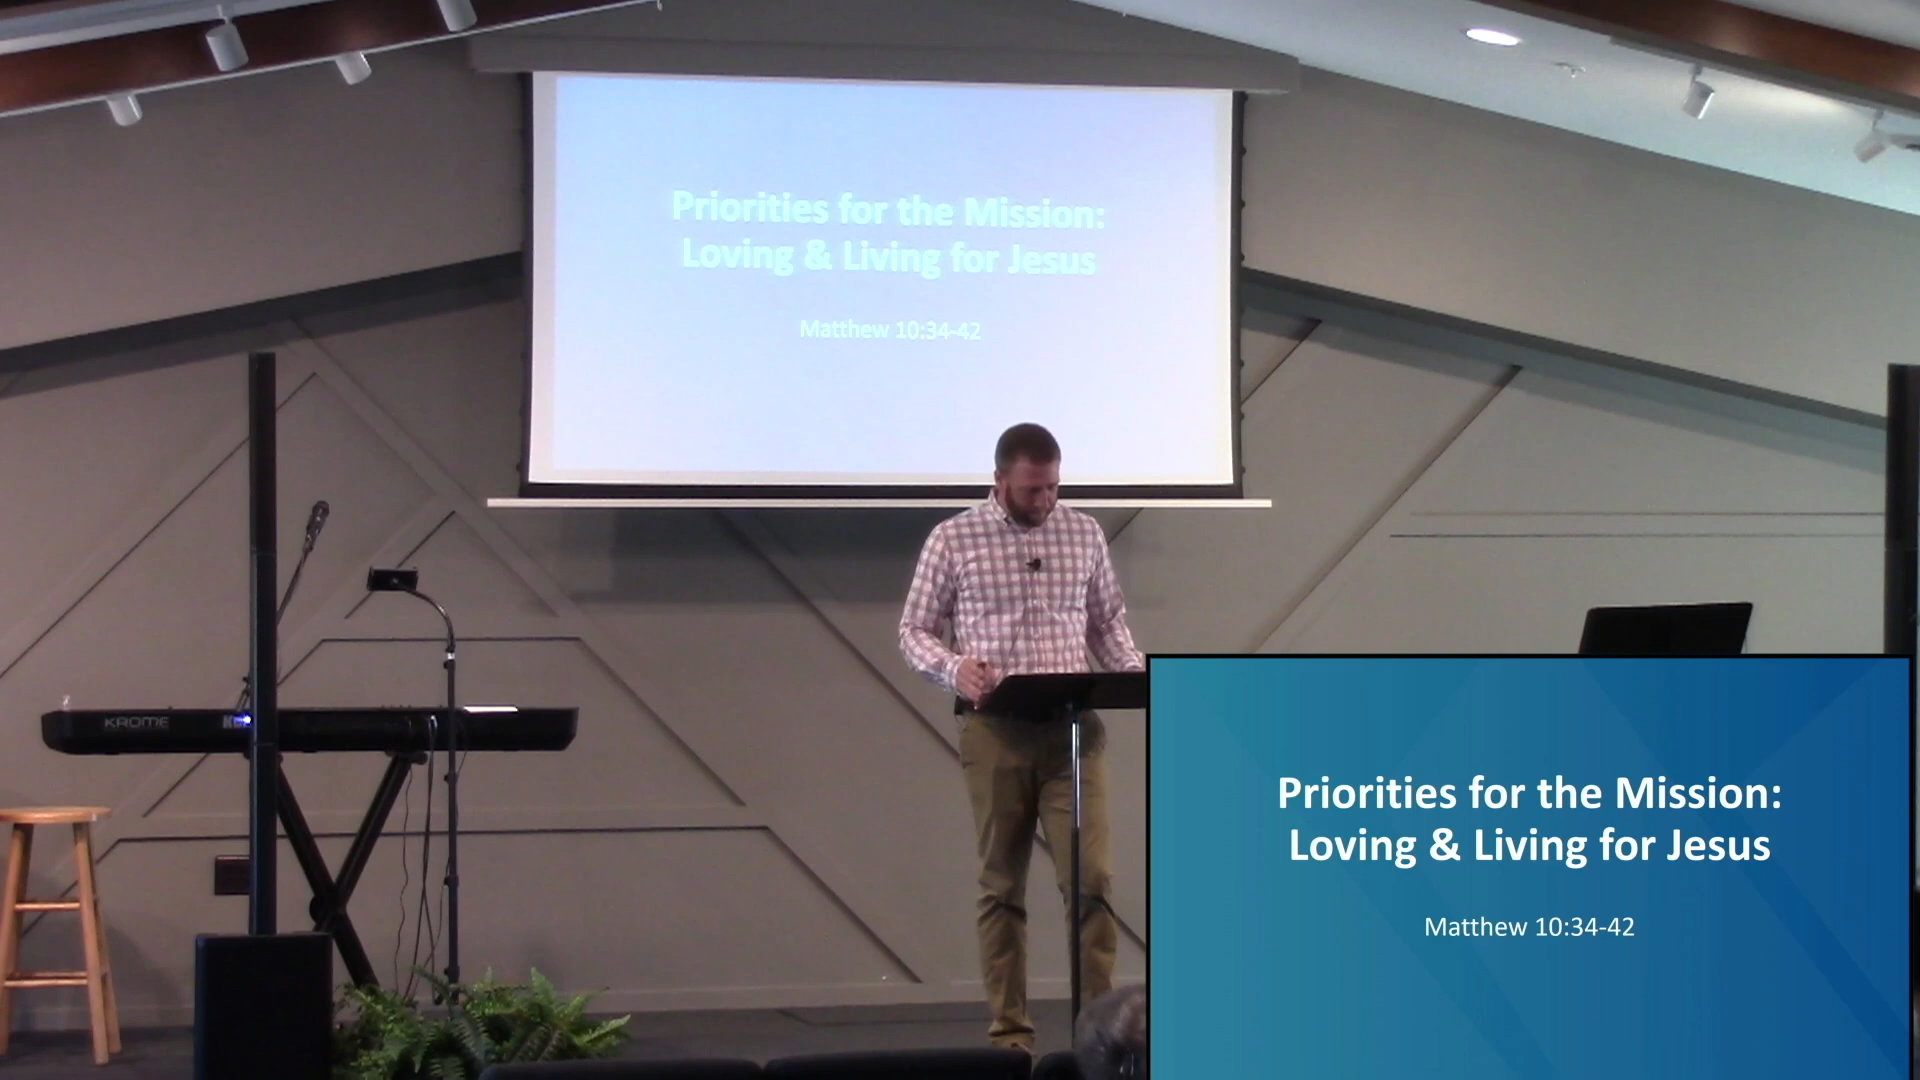 Priorities for the Mission:
Loving & Living for Jesus
Matthew 10:34-42
KROME
Priorities for the Mission:
Loving & Living for Jesus
Matthew 10:34-42